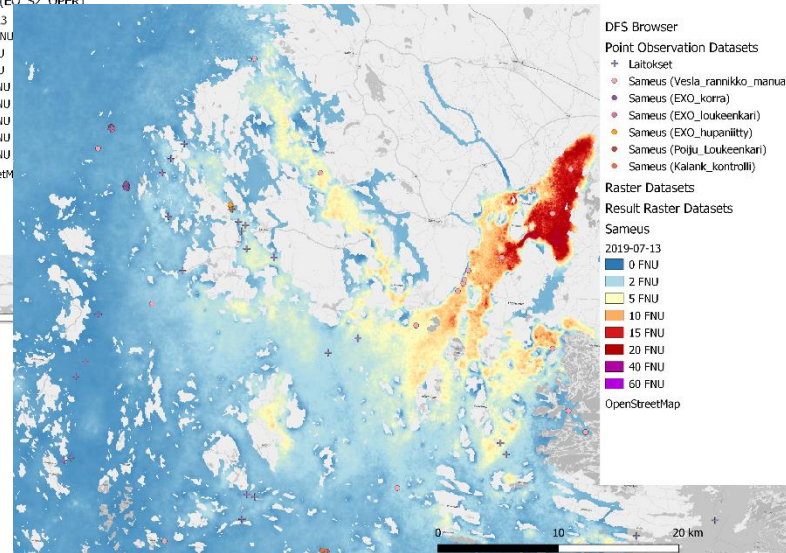 (EO_S2_OPER)
DFS Browser
Point Observation Datasets
Laitokset
Sameus (Vesla_rannikko_manua
Sameus (EXO_korra)
Sameus (EXO_loukeenkari)
Sameus (EXO_hupaniitty)
Sameus (Poiju_Loukeenkari)
Sameus (Kalank_kontrolli)
Raster Datasets
Result Raster Datasets
Sameus
2019-07-13
0 FNU
2 FNU
5 FNU
10 FNU
15 FNU
20 FNU
40 FNU
60 FNU
OpenStreetMap
0 10 20 km